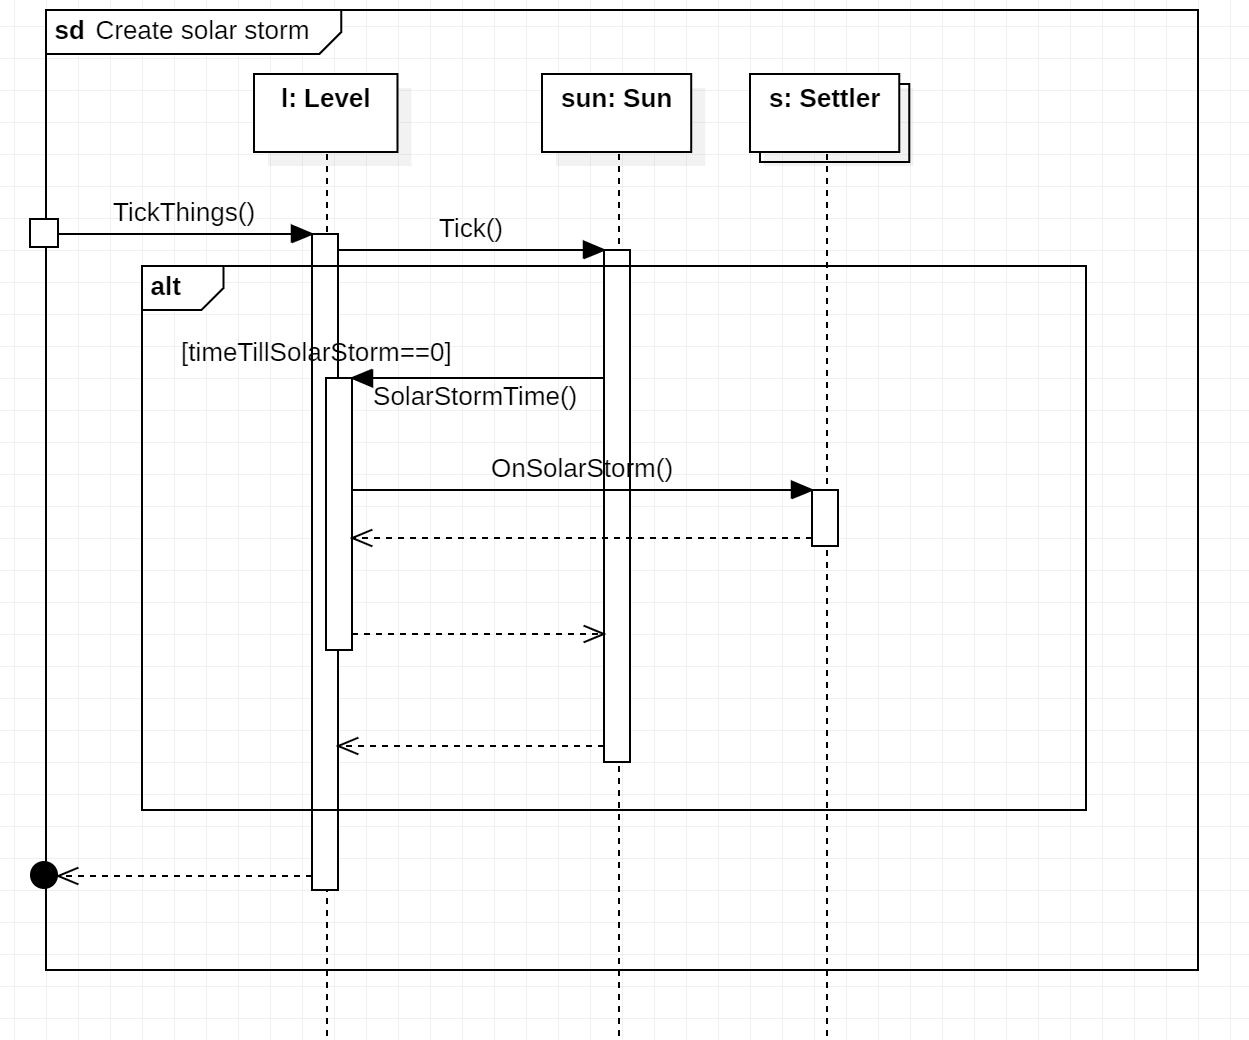 sd Create solar storm
l: Level
sun: Sun
s: Settler
TickThings()
Tick()
alt
[timeTillSolarStorm==0]
SolarStormTime()
OnSolarStorm()